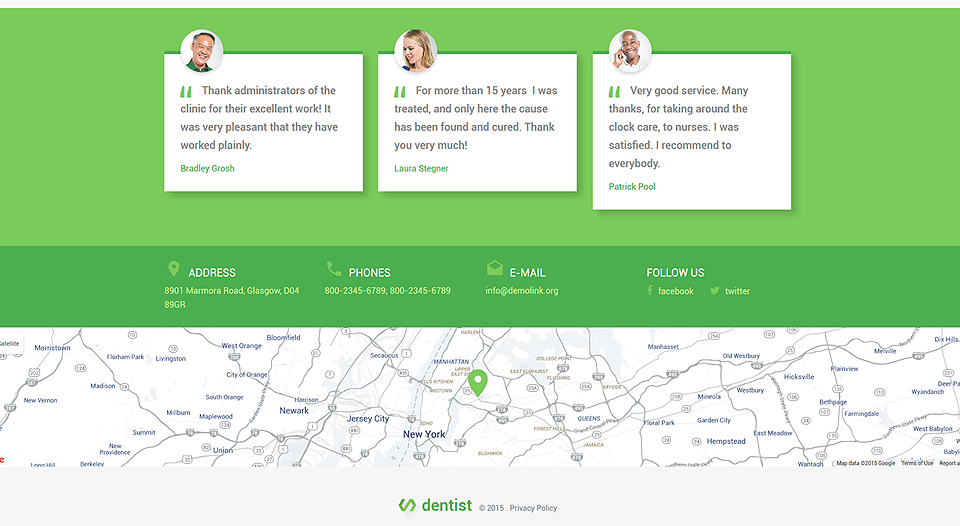 Thank administrators of the
clinic for their excellent work! It
was very pleasant that they have
worked plainly.
Bradley Grosh
For more than 15 years I was
treated, and only here the cause
has been found and cured. Thank
you very much!
Laura Stegner
Very good service. Many
thanks, for taking around the
clock care, to nurses. I was
satisfied. I recommend to
everybody.
Patrick Pool
ADDRESS
8901 Marmora Road, Glasgow, D04
89GR
PHONES
800-2345-6789; 800-2345-6789
E-MAIL
info@demolink.org
FOLLOW US
facebook
twitter
Satellite
Morristown
Florham Park
Livingston
West Orange
Bloomfield
Secaucus
HARLEM
MANHATTAN
UPPER
EAST SIDE
COLLEGE POINT
Manhasset
Old Westbury
Melville
Dix Hills
City of Orange
HELLS KITCHEN
MIDTOWN
EAST ELMHURST
FLUSHING
BAYSIDE
Plainview
Hicksville
Madison
New Vernon
South Orange
Harrison
Newark
Millburn
Maplewood
Jersey City
SOHO
New York
QUEENS
FOREST HILLS
JAMAICA
BUSHWICK
Floral Park
Mineola
Westbury
Garden City
Hempstead
East Meadow
Bethpage
Farmingdale
Wyandanch
Deer Pa
West Babylon
Summit
New
Providence
Union
Berkeley
Long Hill
Wantagh
Map data ©2015 Google
Terms of Use
Report a
dentist
© 2015 . Privacy Policy